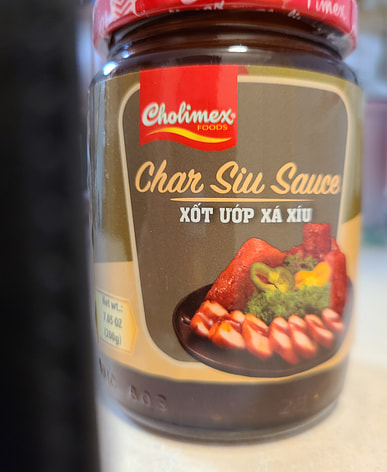 Cholimex
FOODS
Char Siu Sauce
XỐT ƯỚP XÁ XÍU
Net wt.:
7.05 OZ
(200g)